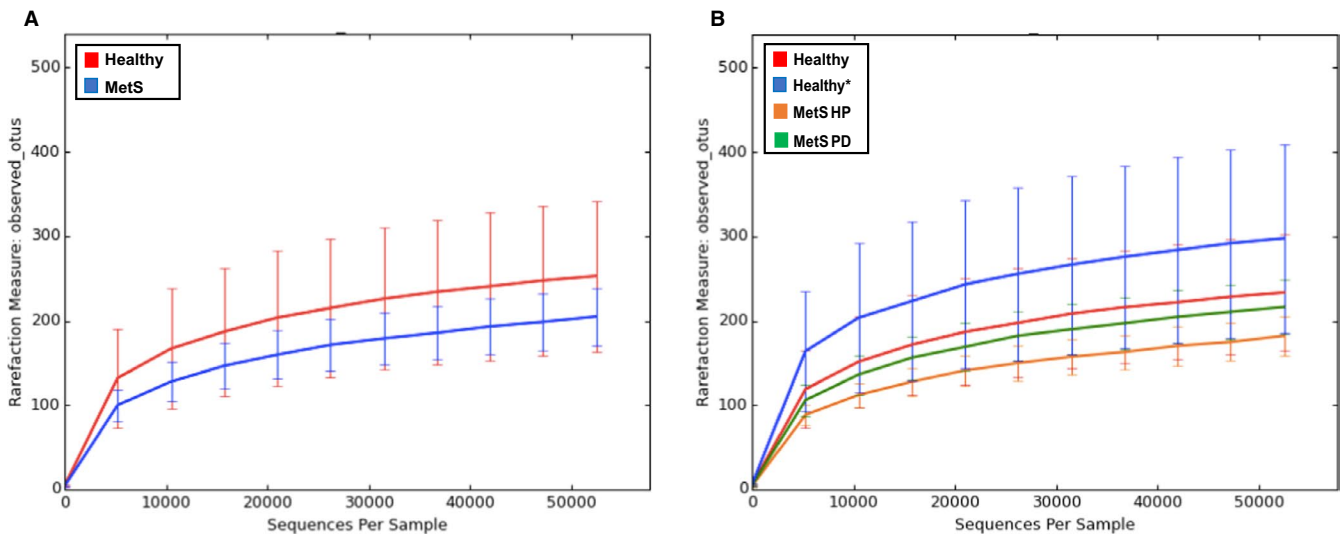 A
Healthy
MetS
500
400
300
200
100
0
Rarefaction Measure: observed_otus
0 10000 20000 30000 40000 50000
Sequences Per Sample
B
Healthy
Healthy*
MetS HP
MetS PD
500
400
300
200
100
0
Rarefaction Measure: observed_otus
0 10000 20000 30000 40000 50000
Sequences Per Sample